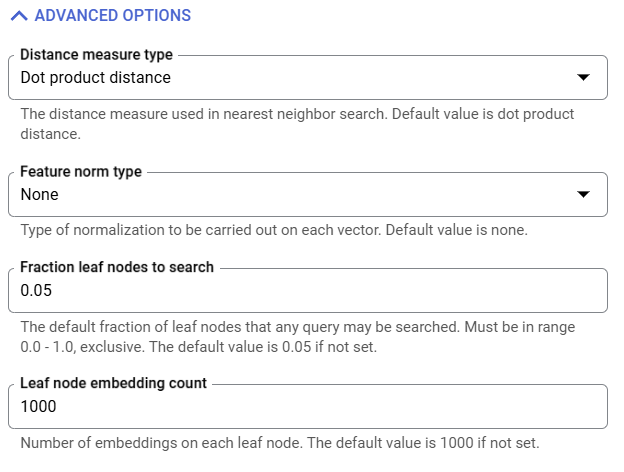 ADVANCED OPTIONS
Distance measure type
Dot product distance
The distance measure used in nearest neighbor search. Default value is dot product
distance.
Feature norm type
None
Type of normalization to be carried out on each vector. Default value is none.
Fraction leaf nodes to search
0.05
The default fraction of leaf nodes that any query may be searched. Must be in range
0.0 - 1.0, exclusive. The default value is 0.05 if not set.
Leaf node embedding count
1000
Number of embeddings on each leaf node. The default value is 1000 if not set.